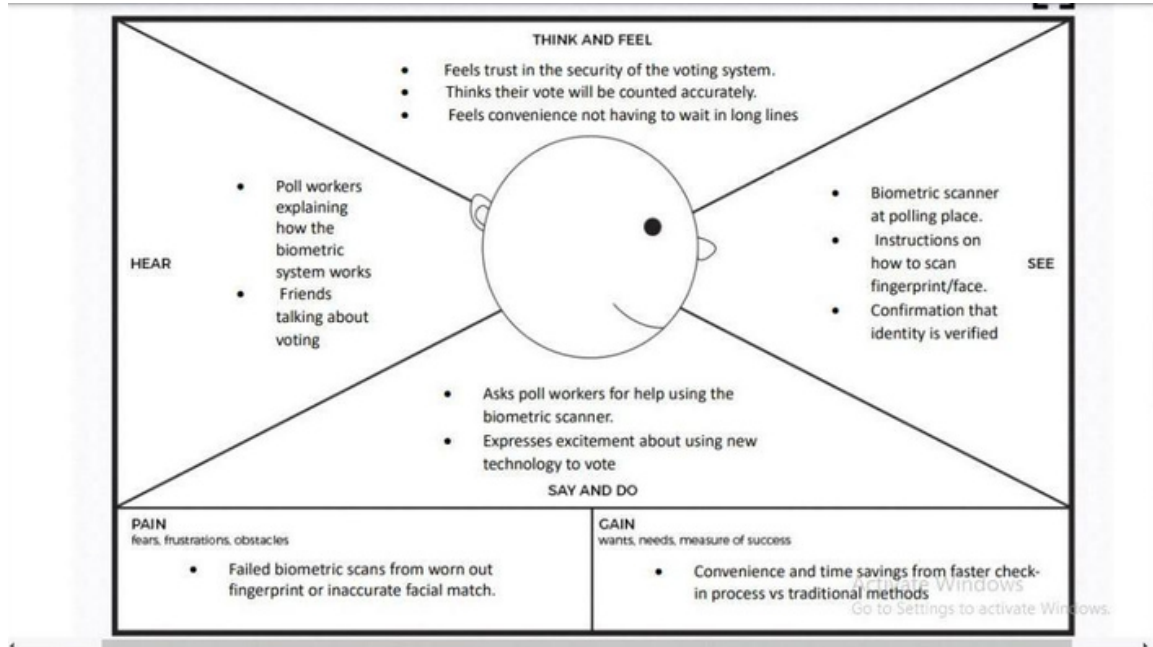 THINK AND FEEL
• Feels trust in the security of the voting system.
• Thinks their vote will be counted accurately.
• Feels convenience not having to wait in long lines
HEAR
• Poll workers
explaining
how the
biometric
system works
• Friends
talking about
voting
• Biometric scanner
at polling place.
• Instructions on
how to scan
fingerprint/face.
• Confirmation that
identity is verified
SEE
• Asks poll workers for help using the
biometric scanner.
• Expresses excitement about using new
technology to vote
SAY AND DO
PAIN
fears, frustrations, obstacles
• Failed biometric scans from worn out
fingerprint or inaccurate facial match.
GAIN
wants, needs, measure of success
• Convenience and time savings from faster check-
in process vs traditional methods
Activate Windows
Go to Settings to activate Windows.